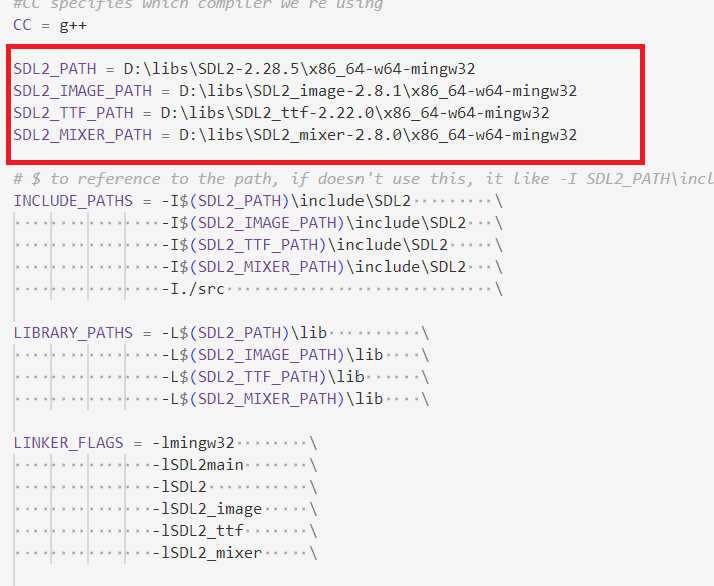 #CC specifies which compiler we're using
CC = g++
SDL2_PATH = D:\libs\SDL2-2.28.5\x86_64-w64-mingw32
SDL2_IMAGE_PATH = D:\libs\SDL2_image-2.8.1\x86_64-w64-mingw32
SDL2_TTF_PATH = D:\libs\SDL2_ttf-2.22.0\x86_64-w64-mingw32
SDL2_MIXER_PATH = D:\libs\SDL2_mixer-2.8.0\x86_64-w64-mingw32
# $ to reference to the path, if doesn't use this, it like -I SDL2_PATH\incl
INCLUDE_PATHS = -I$(SDL2_PATH)\include\SDL2 \
-I$(SDL2_IMAGE_PATH)\include\SDL2 \
-I$(SDL2_TTF_PATH)\include\SDL2 \
-I$(SDL2_MIXER_PATH)\include\SDL2 \
-I./src \
LIBRARY_PATHS = -L$(SDL2_PATH)\lib \
-L$(SDL2_IMAGE_PATH)\lib \
-L$(SDL2_TTF_PATH)\lib \
-L$(SDL2_MIXER_PATH)\lib \
LINKER_FLAGS = -lmingw32 \
-lSDL2main \
-lSDL2 \
-lSDL2_image \
-lSDL2_ttf \
-lSDL2_mixer \